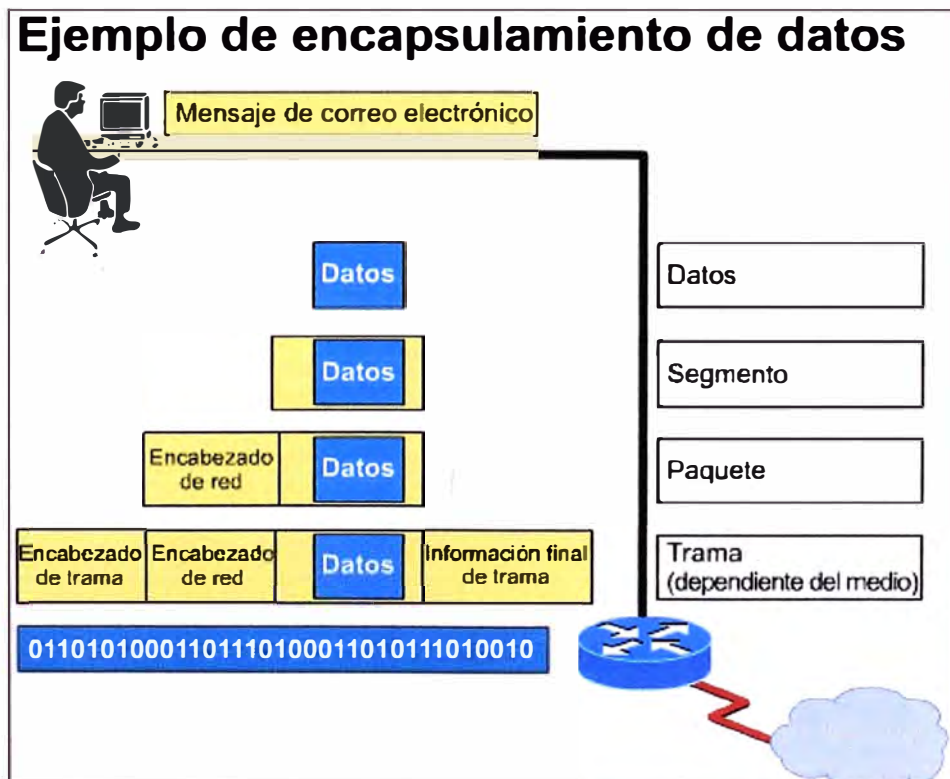 Ejemplo de encapsulamiento de datos
Mensaje de correo electrónico
Datos
Datos
Datos
Segmento
Encabezado
de red
Datos
Paquete
Encabezado
de trama
Encabezado
de red
Datos
Información final
de trama
Trama
(dependiente del medio)
0110101000110111010001101011101001​0